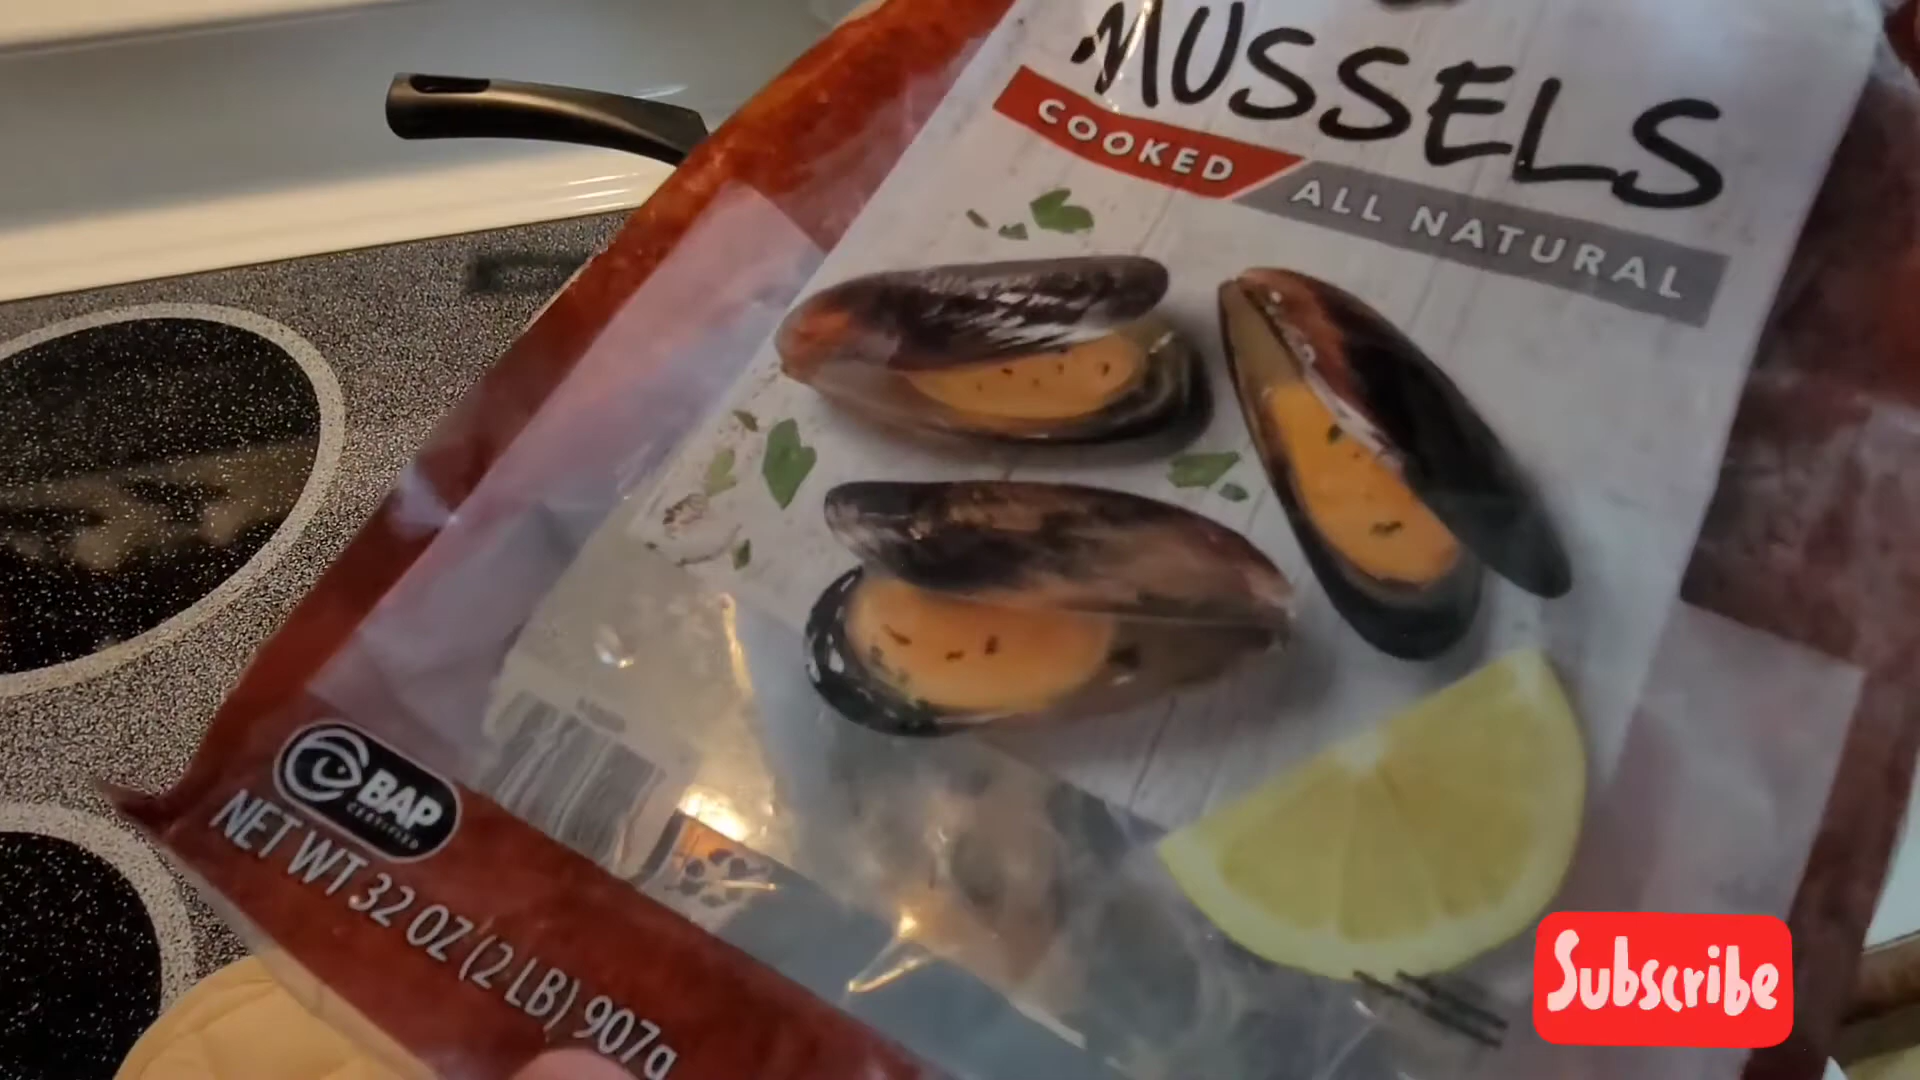 MUSSELS
COOKED
ALL NATURAL
BAP
CERTIFIED
NET WT 32 OZ (2 LB) 907g
Subscribe